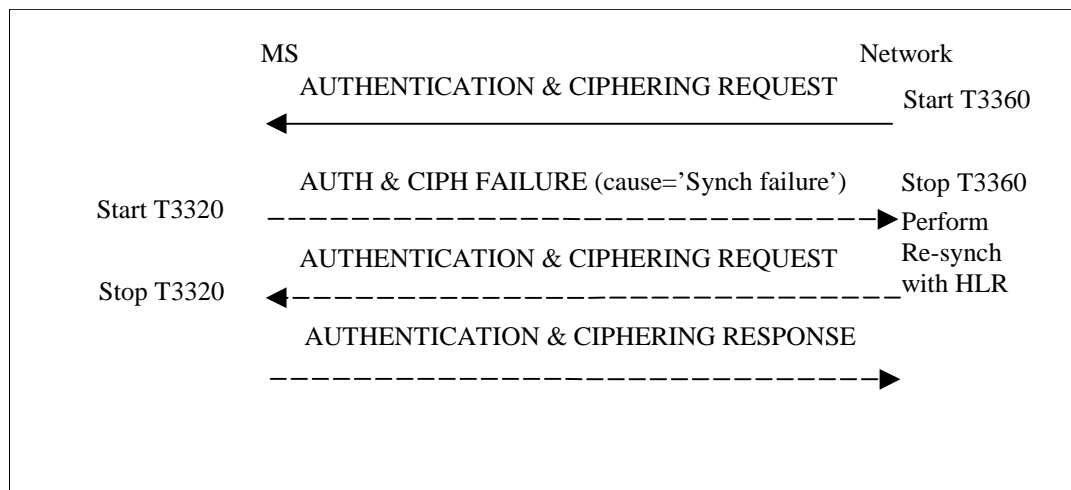 MS Network
AUTHENTICATION & CIPHERING REQUEST
Start T3360
AUTH & CIPH FAILURE (cause='Synch failure')
Stop T3360
Start T3320
Perform
Re-synch
with HLR
AUTHENTICATION & CIPHERING REQUEST
Stop T3320
AUTHENTICATION & CIPHERING RESPONSE